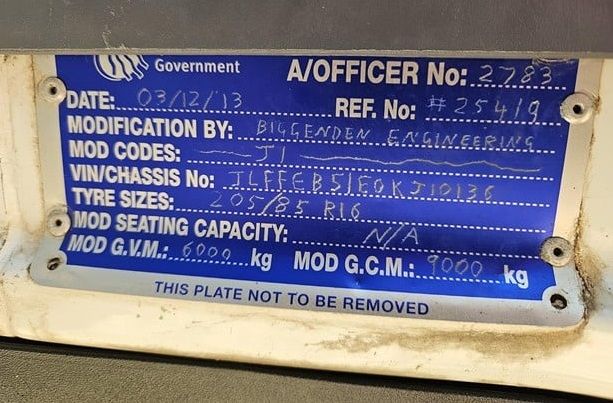 Government A/OFFICER No: 2783
DATE: 03/12/13 REF. No: #25419
MODIFICATION BY: BIGGENDEN ENGINEERING
MOD CODES: J1
VIN/CHASSIS No: JLFFEB51E0KJ10136
TYRE SIZES: 205/85 R16
MOD SEATING CAPACITY: N/A
MOD G.V.M.: 6000 kg MOD G.C.M.: 9000 kg
THIS PLATE NOT TO BE REMOVED